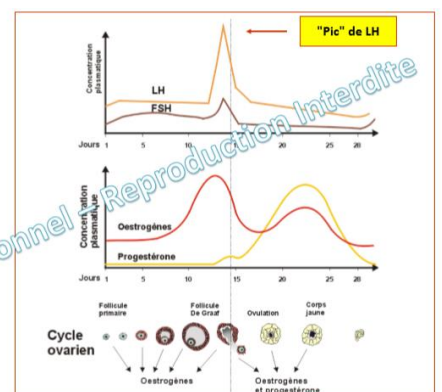 "Pic" de LH
Concentration
plasmatique
LH
FSH
Jours 1 5 10 15 20 25 28
Concentration
plasmatique
Oestrogènes
Progestérone
Jours 1 5 10 15 20 25 28
Follicule
primaire
Follicule
De Graaf
Ovulation
Corps
jaune
Cycle
ovarien
Oestrogènes
Oestrogènes
et progestérone
Reproduction Interdite